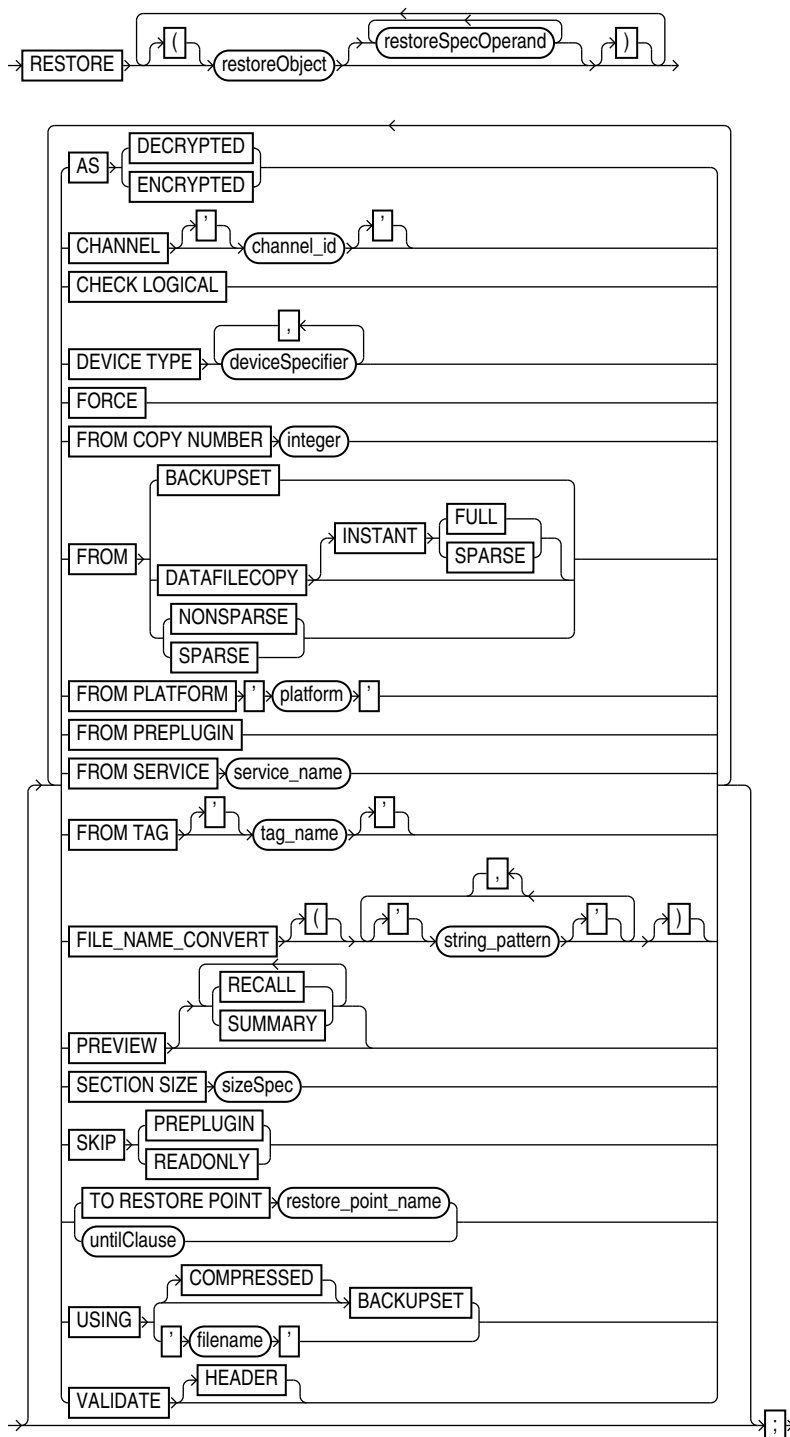 RESTORE ( restoreObject restoreSpecOperand )
AS DECRYPTED
ENCRYPTED
CHANNEL ' channel_id '
CHECK LOGICAL
,
DEVICE TYPE deviceSpecifier
FORCE
FROM COPY NUMBER integer
BACKUPSET
FULL
INSTANT
SPARSE
FROM
DATAFILECOPY
NONSPARSE
SPARSE
FROM PLATFORM ' platform '
FROM PREPLUGIN
FROM SERVICE service_name
FROM TAG ' tag_name '
,
FILE_NAME_CONVERT ( ' string_pattern ' )
RECALL
SUMMARY
PREVIEW
SECTION SIZE sizeSpec
PREPLUGIN
SKIP
READONLY
TO RESTORE POINT restore_point_name
untilClause
COMPRESSED
BACKUPSET
USING
' filename '
HEADER
VALIDATE
;